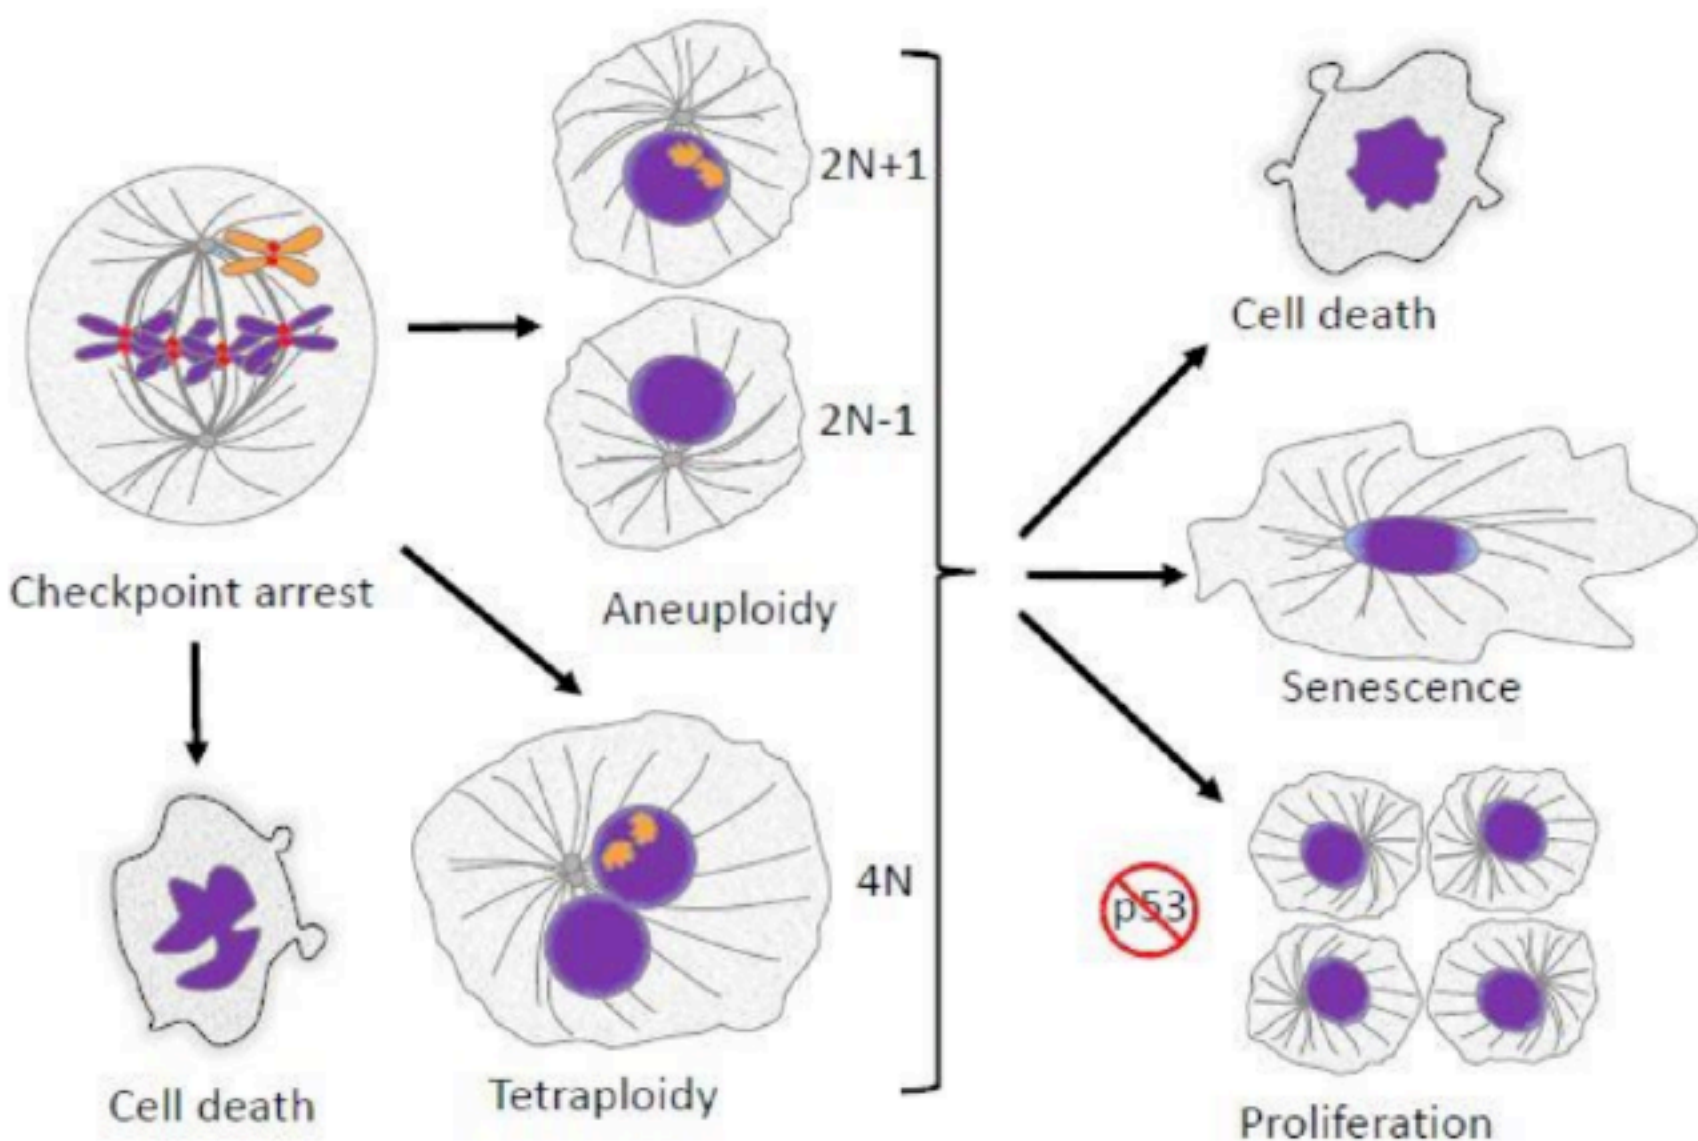 2N+1
2N-1
Checkpoint arrest
Aneuploidy
Cell death
Tetraploidy
4N
Cell death
Senescence
p53
Proliferation